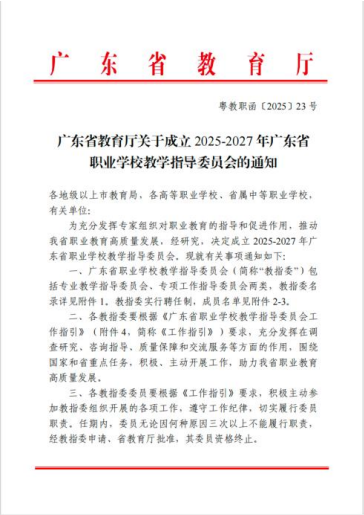 广东省教育厅
粤教职函〔2025〕23号
广东省教育厅关于成立2025-2027年广东省
职业学校教学指导委员会的通知
各地级以上市教育局、各高等职业学校、省属中等职业学校，
有关单位：
为充分发挥专家组织对职业教育的指导和促进作用，推动
我省职业教育高质量发展，经研究，决定成立2025-2027年广
东省职业学校教学指导委员会。现就有关事项通知如下：
一、广东省职业学校教学指导委员会（简称“教指委”）包
括专业教学指导委员会、专项工作指导委员会两类，教指委名
录详见附件1。教指委实行聘任制，成员名单见附件2-3。
二、各教指委要根据《广东省职业学校教学指导委员会工
作指引》（附件4，简称《工作指引》）要求，充分发挥在调
查研究、咨询指导、质量保障和交流服务等方面的作用，围绕
国家和省重点任务，积极、主动开展工作，助力我省职业教育
高质量发展。
三、各教指委委员要根据《工作指引》要求，积极主动参
加教指委组织开展的各项工作，遵守工作纪律，切实履行委员
职责。任期内，委员无论因何种原因三次以上不能履行职责，
经教指委申请、省教育厅批准，其委员资格终止。